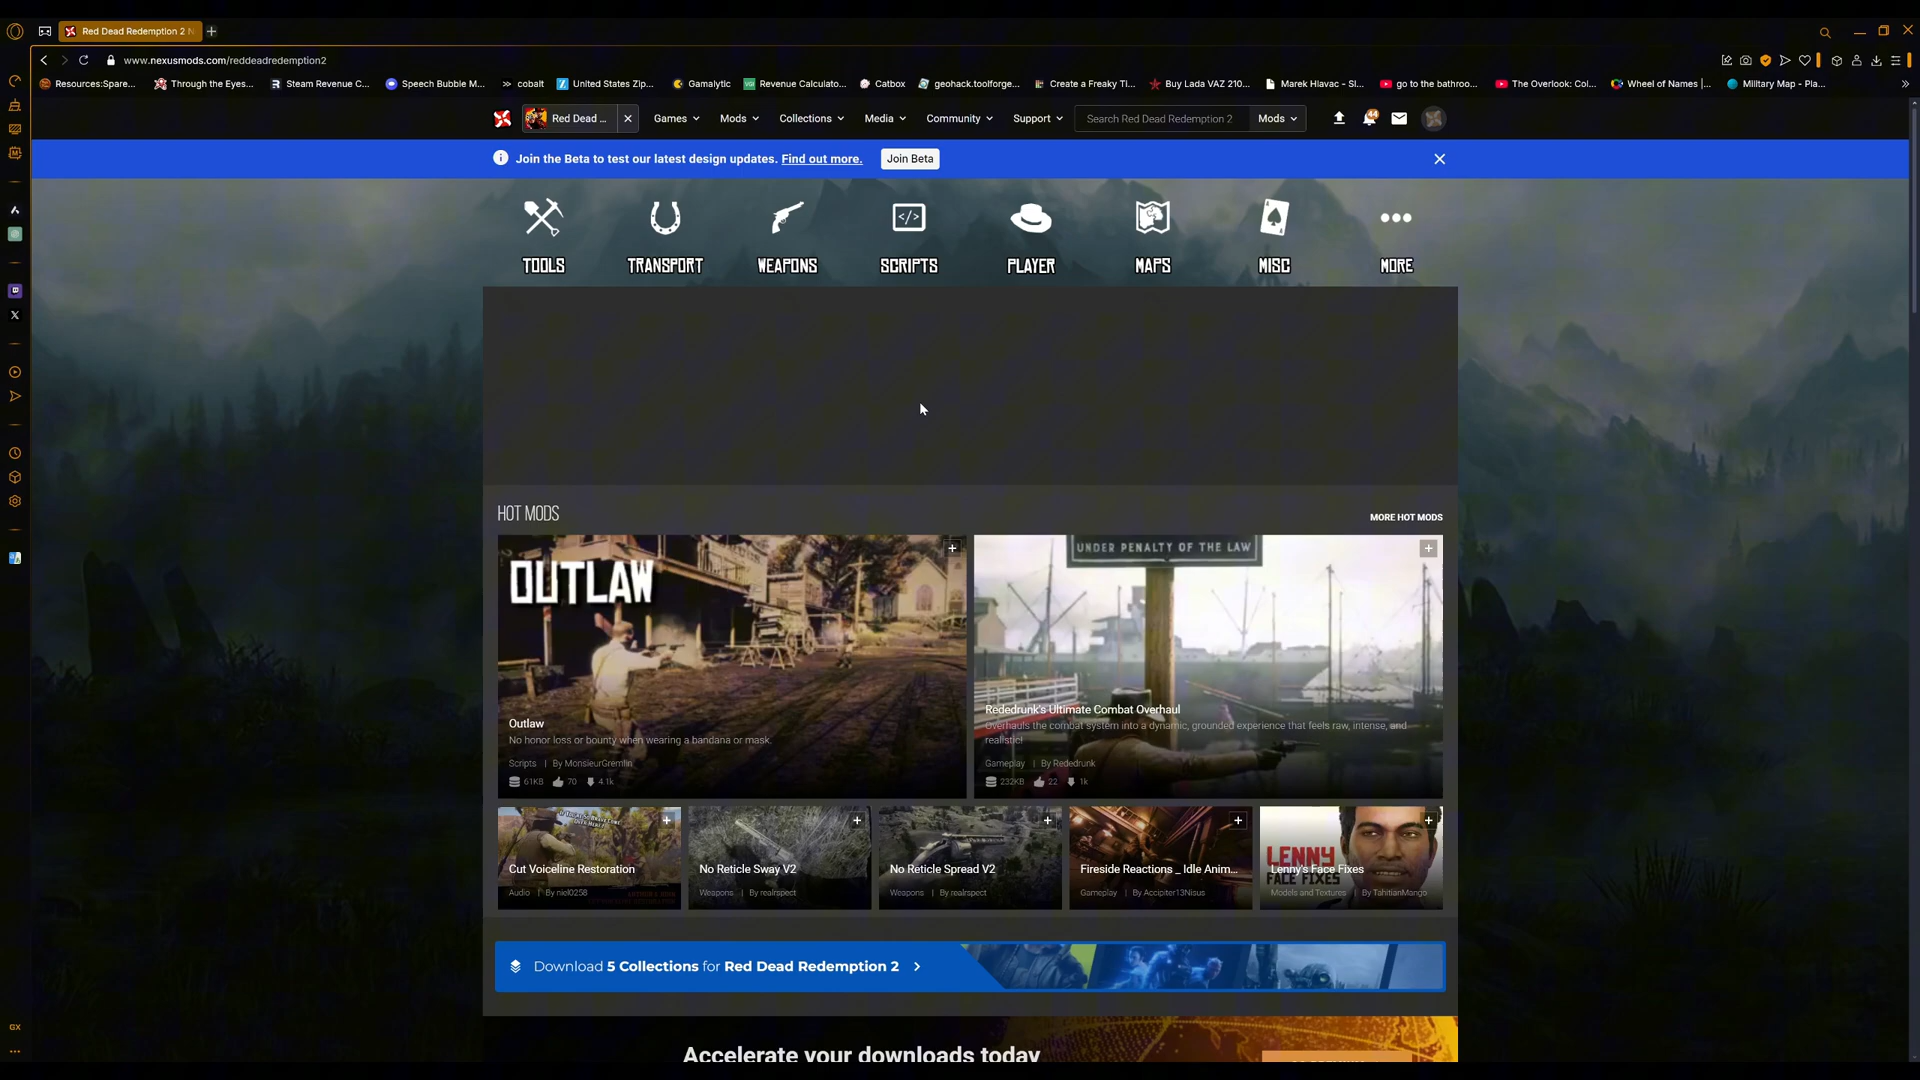 Red Dead Redemption 2 N
www.nexusmods.com/reddeadredemption2
Resources:Spare...
Through the Eyes...
Steam Revenue C...
Speech Bubble M...
cobalt
United States Zip...
Gamalytic
Revenue Calculato...
Catbox
geohack.toolforge...
Create a Freaky TI...
Buy Lada VAZ 210...
Marek Hlavac - Sl...
go to the bathroo...
The Overlook: Col...
Wheel of Names |...
Military Map - Pla...
Red Dead ...
Games
Mods
Collections
Media
Community
Support
Search Red Dead Redemption 2
Mods
Join the Beta to test our latest design updates. Find out more.
Join Beta
TOOLS
TRANSPORT
WEAPONS
SCRIPTS
PLAYER
MAPS
MISC
MORE
HOT MODS
MORE HOT MODS
OUTLAW
Outlaw
No honor loss or bounty when wearing a bandana or mask.
Scripts | By MonsieurGremlin
61KB 70 4.1k
UNDER PENALTY OF THE LAW
Rededrunk's Ultimate Combat Overhaul
Overhauls the combat system into a dynamic, grounded experience that feels raw, intense, and
realistic!
Gameplay | By Rededrunk
232KB 22 1k
Cut Voiceline Restoration
Audio | By niel0258
No Reticle Sway V2
Weapons | By realrspect
No Reticle Spread V2
Weapons | By realrspect
Fireside Reactions _ Idle Anim...
Gameplay | By Accipiter13Nisus
LENNY
FACE FIXES
Lenny's Face Fixes
Models and Textures | By TahitianMango
Download 5 Collections for Red Dead Redemption 2
Accelerate your downloads today
GX